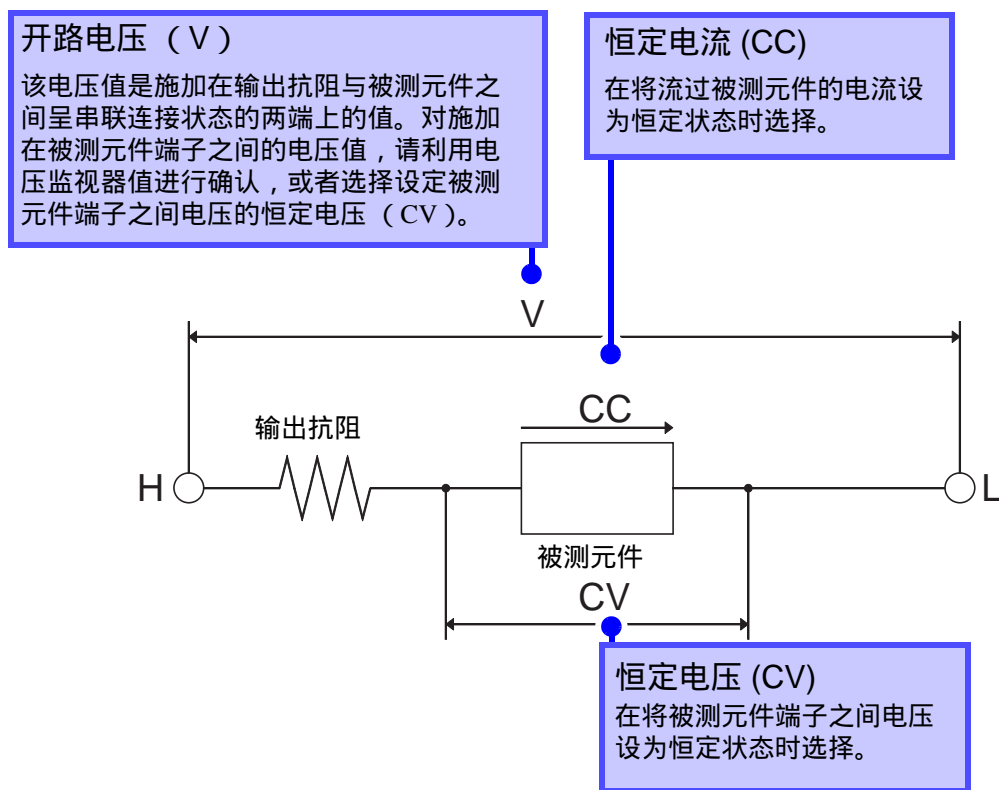 开路电压 （V）
该电压值是施加在输出抗阻与被测元件之
间呈串联连接状态的两端上的值。对施加
在被测元件端子之间的电压值，请利用电
压监视器值进行确认，或者选择设定被测
元件端子之间电压的恒定电压 （CV）。
恒定电流 (CC)
在将流过被测元件的电流设
为恒定状态时选择。
V
CC
输出抗阻
H
L
被测元件
CV
恒定电压 (CV)
在将被测元件端子之间电压
设为恒定状态时选择。